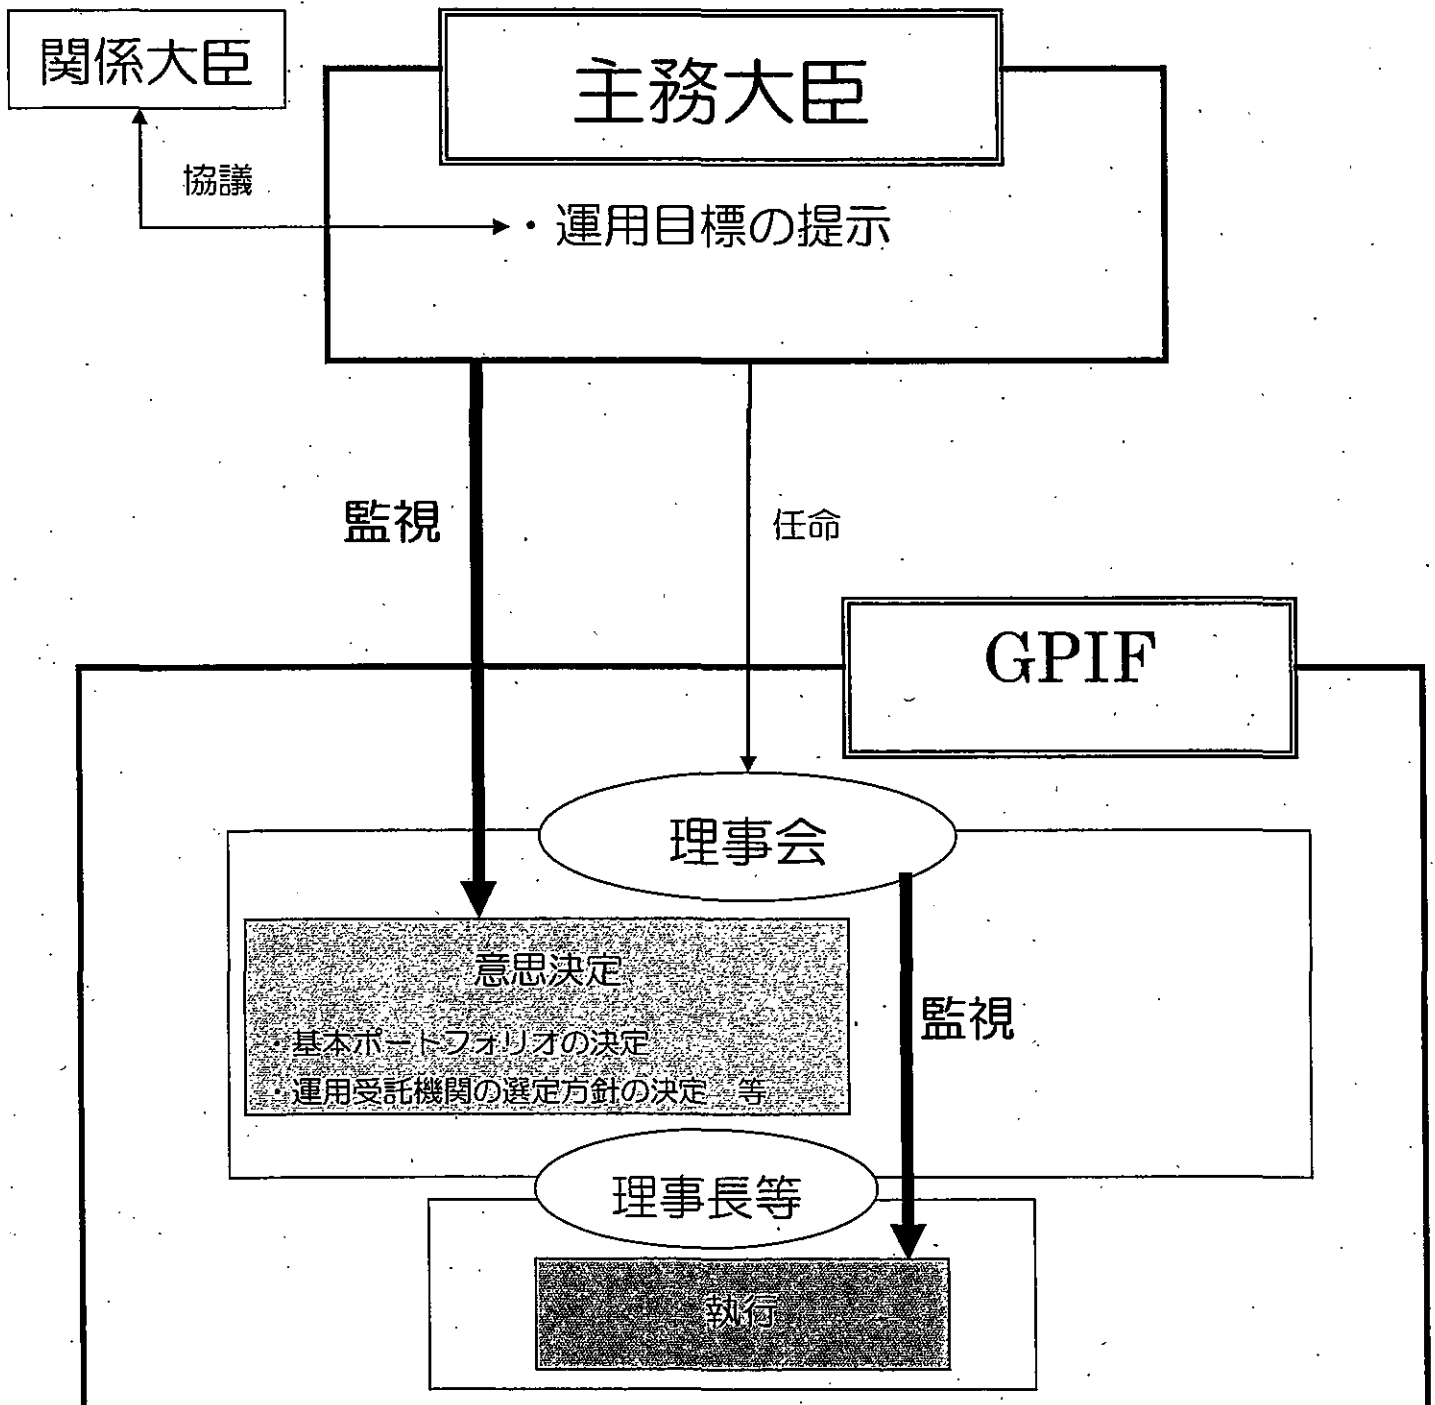 関係大臣
主務大臣
協議
・運用目標の提示
監視
任命
GPIF
理事会
意思決定
・基本ポートフォリオの決定
・運用受託機関の選定方針の決定　等
監視
理事長等
執行